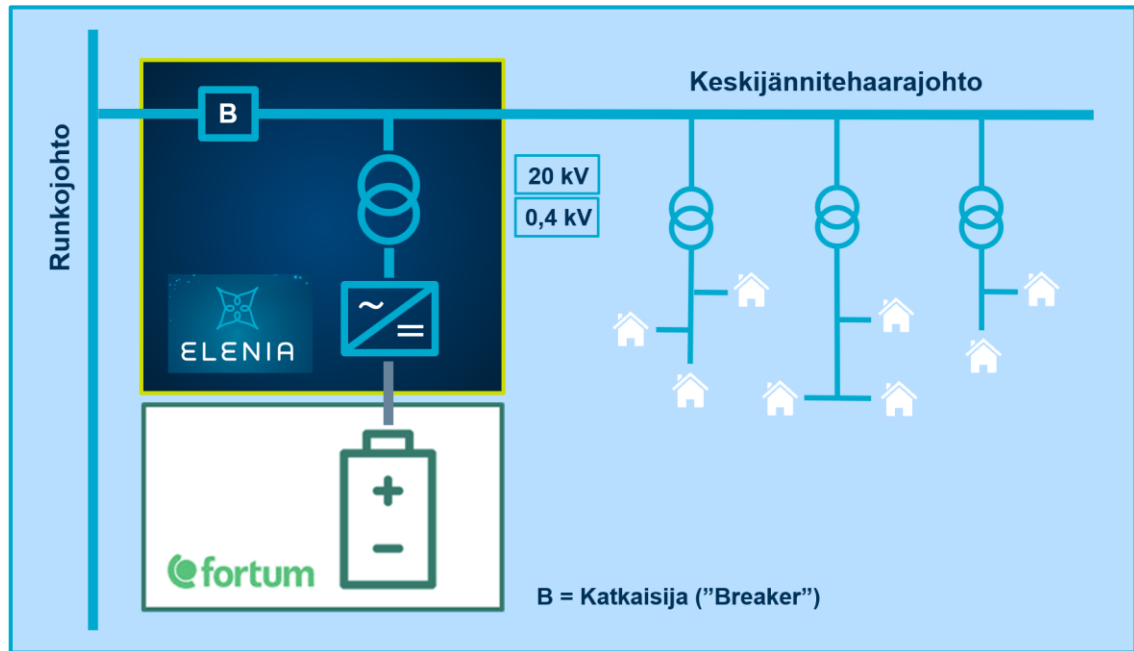 Runkojohto
B
Keskijännitehaarajohto
20 kV
0,4 kV
~
=
ELENIA
+
−
fortum
B = Katkaisija (”Breaker”)